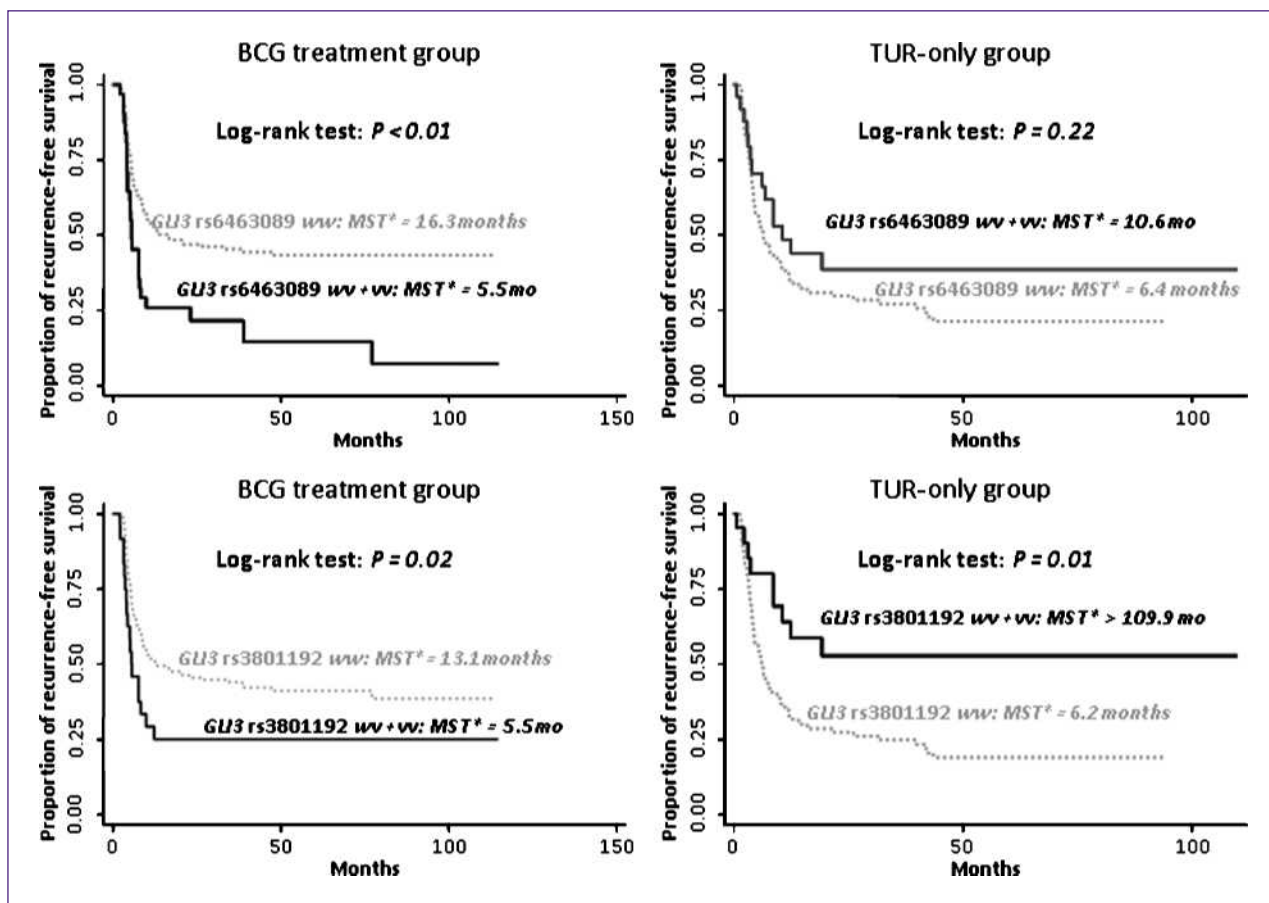 BCG treatment group
Proportion of recurrence-free survival
1.00
0.75
0.50
0.25
0.00
Log-rank test: P < 0.01
GLI3 rs6463089 ww: MST* = 16.3months
GLI3 rs6463089 wv + vv: MST* = 5.5mo
0
50
100
150
Months
TUR-only group
Proportion of recurrence-free survival
1.00
0.75
0.50
0.25
0.00
Log-rank test: P = 0.22
GLI3 rs6463089 wv + vv: MST* = 10.6mo
GLI3 rs6463089 ww: MST* = 6.4months
0
50
100
Months
BCG treatment group
Proportion of recurrence-free survival
1.00
0.75
0.50
0.25
0.00
Log-rank test: P = 0.02
GLI3 rs3801192 ww: MST* = 13.1months
GLI3 rs3801192 wv + vv: MST* = 5.5mo
0
50
100
150
Months
TUR-only group
Proportion of recurrence-free survival
1.00
0.75
0.50
0.25
0.00
Log-rank test: P = 0.01
GLI3 rs3801192 wv + vv: MST* > 109.9 mo
GLI3 rs3801192 ww: MST* = 6.2months
0
50
100
Months